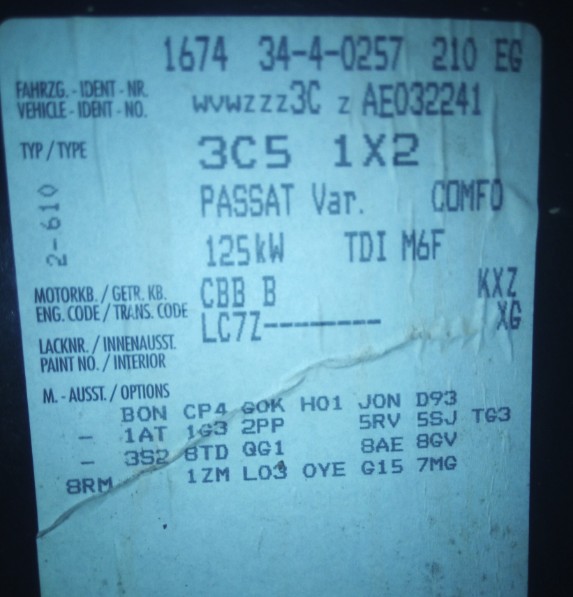 1674 34-4-0257 210 EG
FAHRZG.-IDENT-NR.
VEHICLE-IDENT-NO. WVWZZZ3C Z AE032241
TYP/TYPE 3C5 1X2
2-610
PASSAT Var. COMFO
125kW TDI M6F
MOTORKB./GETR.KB.
ENG.CODE/TRANS.CODE CBB B KXZ
LACKNR./INNENAUSST.
PAINT NO./INTERIOR LC7Z-------- XG
M.-AUSST./OPTIONS
BON CP4 G0K H01 J0N D93
- 1AT 1G3 2PP 5RV 5SJ TG3
- 3S2 8TD QG1 8AE 8GV
8RM 1ZM L03 0YE G15 7MG